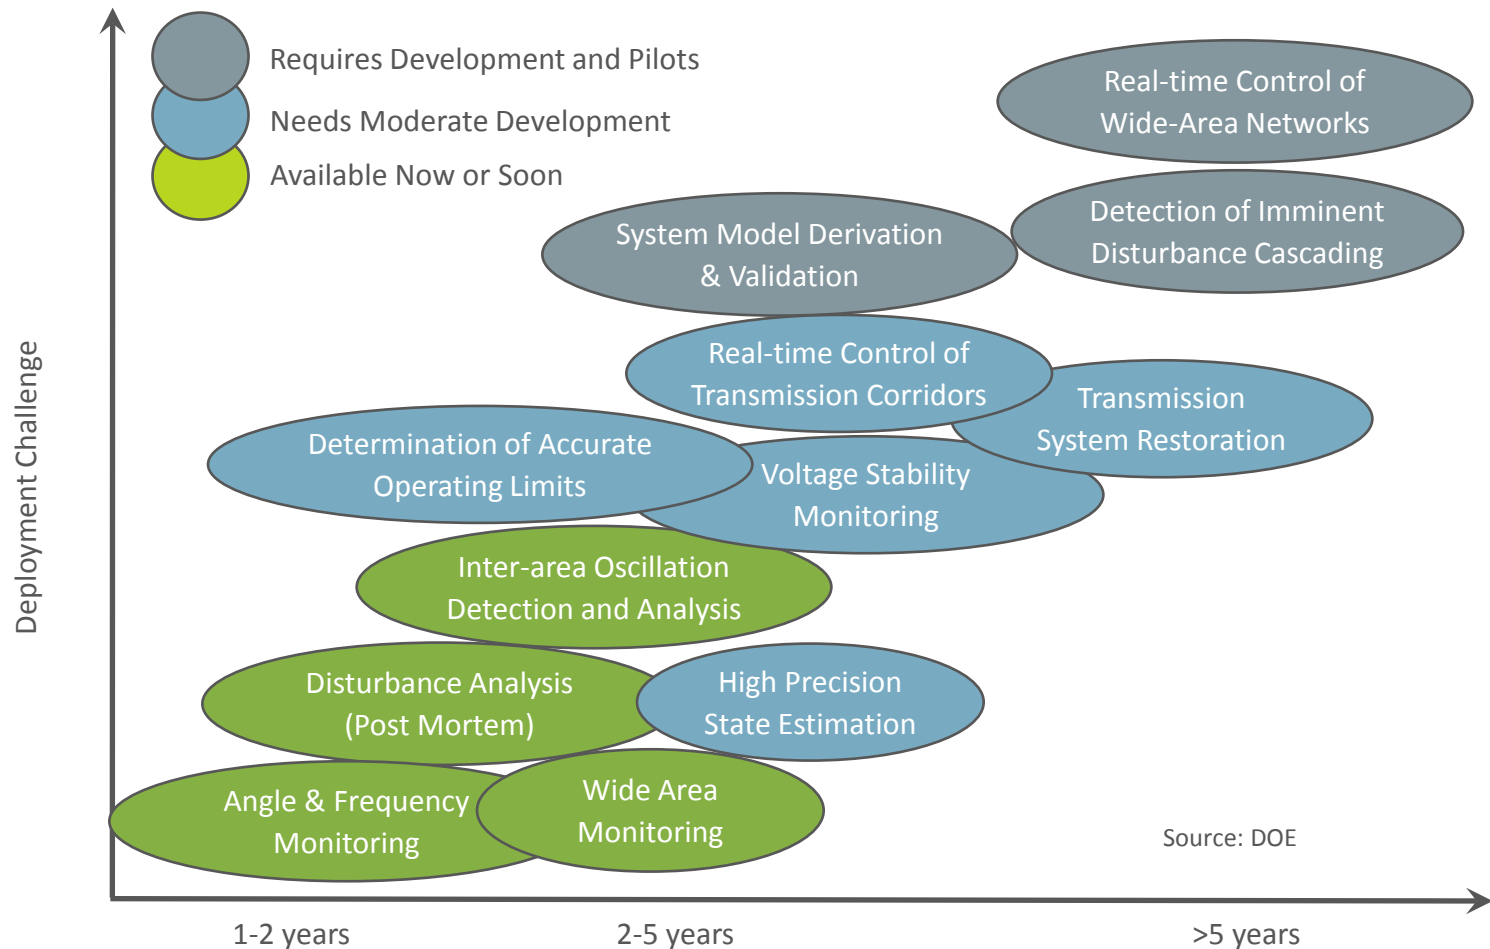 Requires Development and Pilots
Needs Moderate Development
Available Now or Soon
Real-time Control of
Wide-Area Networks
Detection of Imminent
Disturbance Cascading
System Model Derivation
& Validation
Real-time Control of
Transmission Corridors
Transmission
System Restoration
Determination of Accurate
Operating Limits
Voltage Stability
Monitoring
Inter-area Oscillation
Detection and Analysis
Disturbance Analysis
(Post Mortem)
High Precision
State Estimation
Angle & Frequency
Monitoring
Wide Area
Monitoring
Source: DOE
Deployment Challenge
1-2 years
2-5 years
>5 years